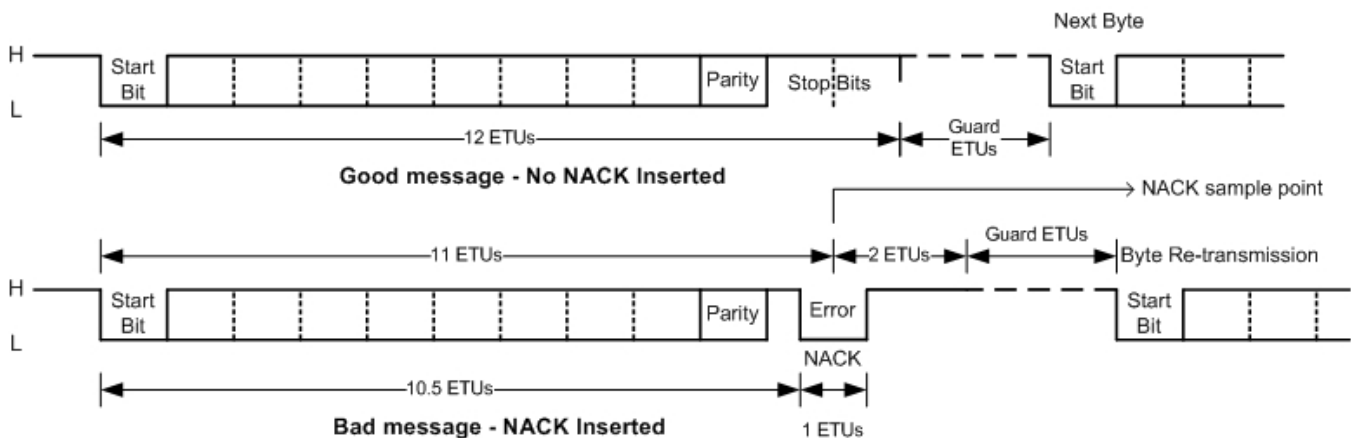 Next Byte
H
Start
Bit
Parity
Stop Bits
Start
Bit
L
12 ETUs
Guard
ETUs
Good message - No NACK Inserted
NACK sample point
11 ETUs
2 ETUs
Guard ETUs
Byte Re-transmission
H
Start
Bit
Parity
Error
Start
Bit
L
NACK
10.5 ETUs
Bad message - NACK Inserted
1 ETUs